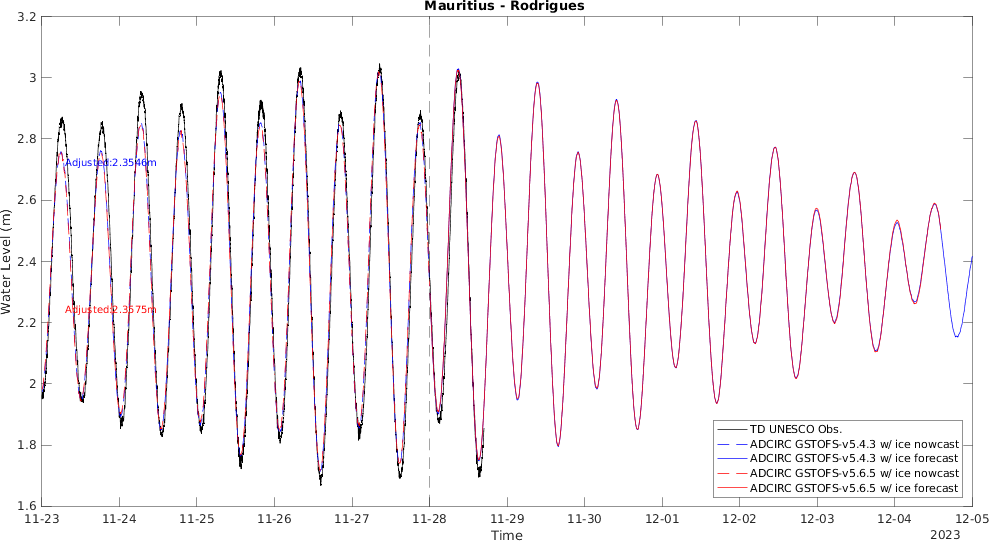 Mauritius - Rodrigues
3.2
3
2.8
2.6
2.4
2.2
2
1.8
1.6
Water Level (m)
Adjusted:2.3546m
Adjusted:2.3575m
TD UNESCO Obs.
ADCIRC GSTOFS-v5.4.3 w/ ice nowcast
ADCIRC GSTOFS-v5.4.3 w/ ice forecast
ADCIRC GSTOFS-v5.6.5 w/ ice nowcast
ADCIRC GSTOFS-v5.6.5 w/ ice forecast
11-23 11-24 11-25 11-26 11-27 11-28 11-29 11-30 12-01 12-02 12-03 12-04 12-05
Time
2023